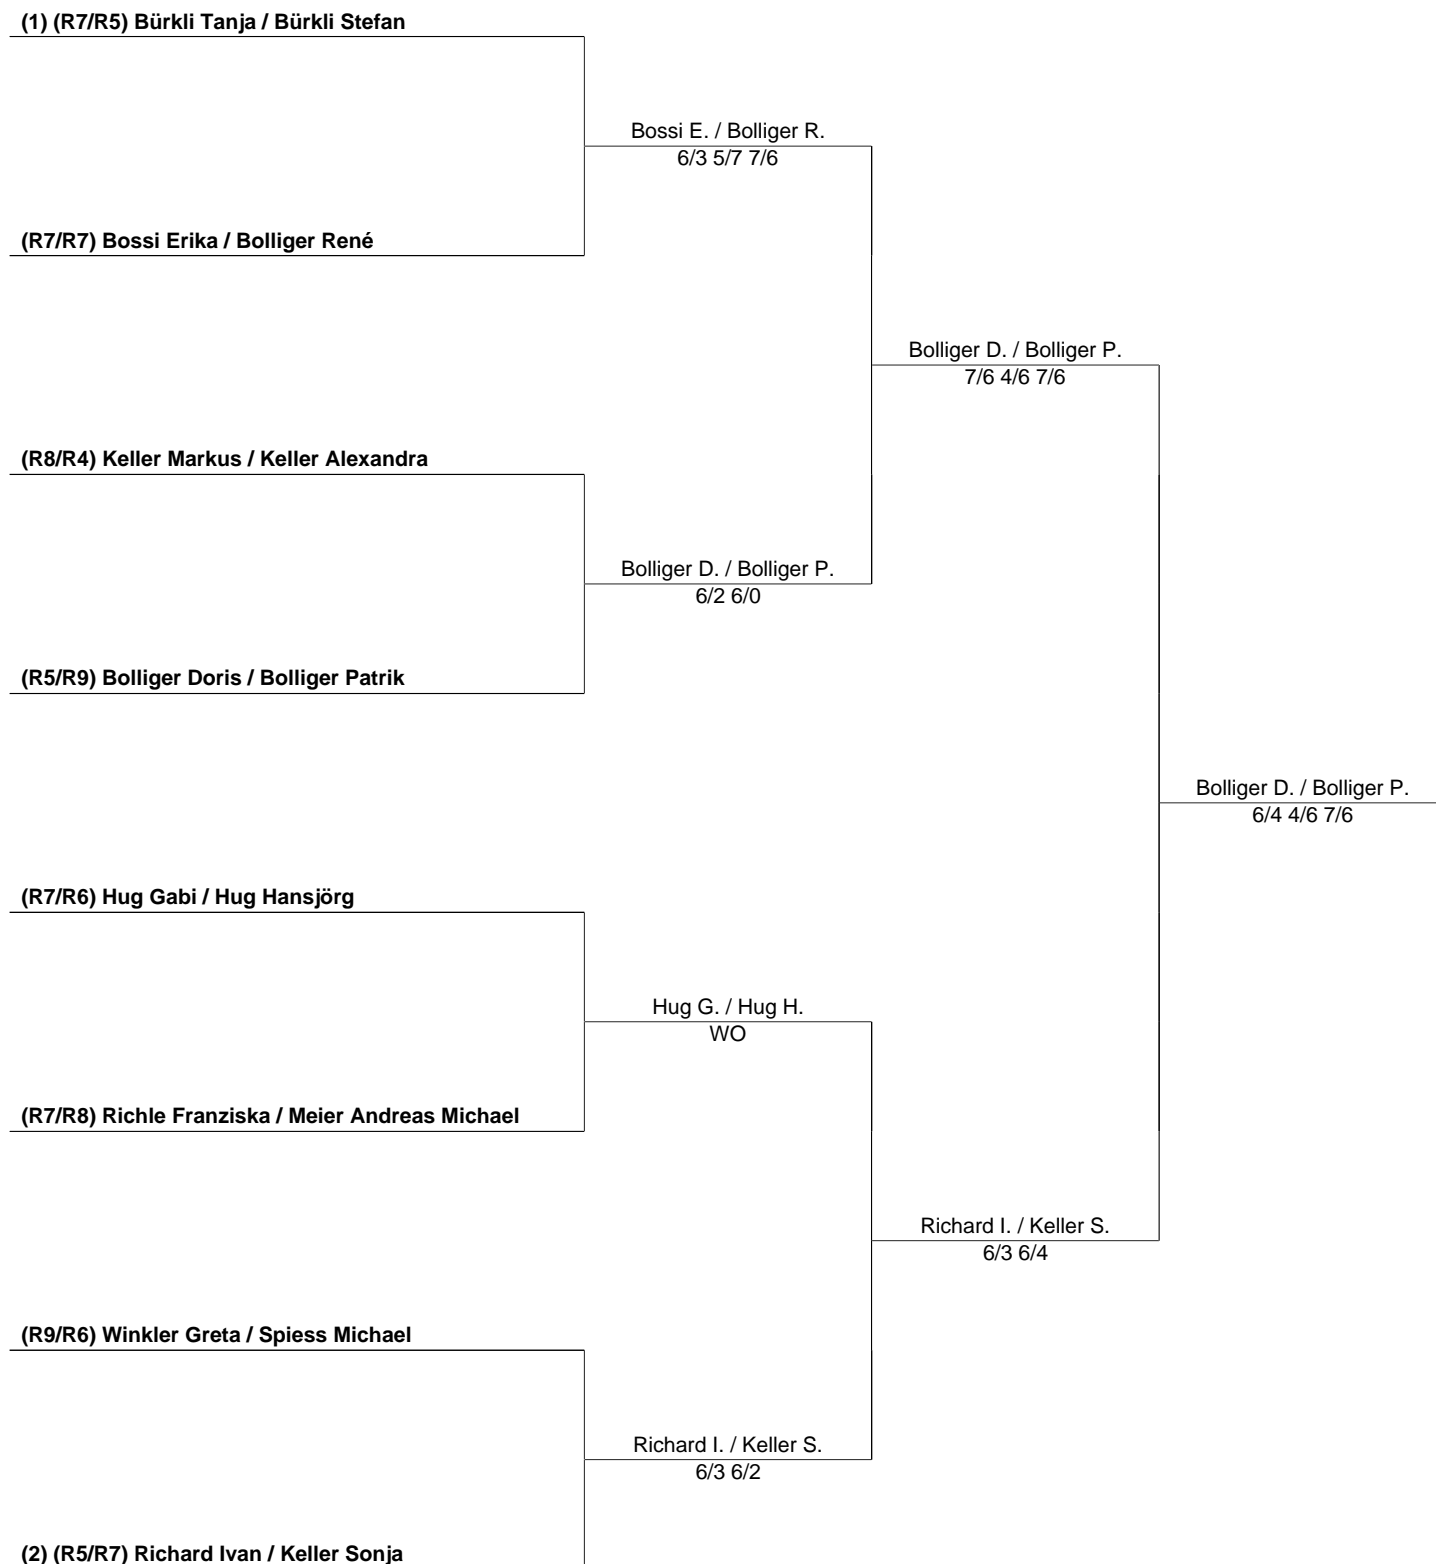 (1) (R7/R5) Bürkli Tanja / Bürkli Stefan
Bossi E. / Bolliger R.
6/3 5/7 7/6
(R7/R7) Bossi Erika / Bolliger René
Bolliger D. / Bolliger P.
7/6 4/6 7/6
(R8/R4) Keller Markus / Keller Alexandra
Bolliger D. / Bolliger P.
6/2 6/0
(R5/R9) Bolliger Doris / Bolliger Patrik
Bolliger D. / Bolliger P.
6/4 4/6 7/6
(R7/R6) Hug Gabi / Hug Hansjörg
Hug G. / Hug H.
WO
(R7/R8) Richle Franziska / Meier Andreas Michael
Richard I. / Keller S.
6/3 6/4
(R9/R6) Winkler Greta / Spiess Michael
Richard I. / Keller S.
6/3 6/2
(2) (R5/R7) Richard Ivan / Keller Sonja